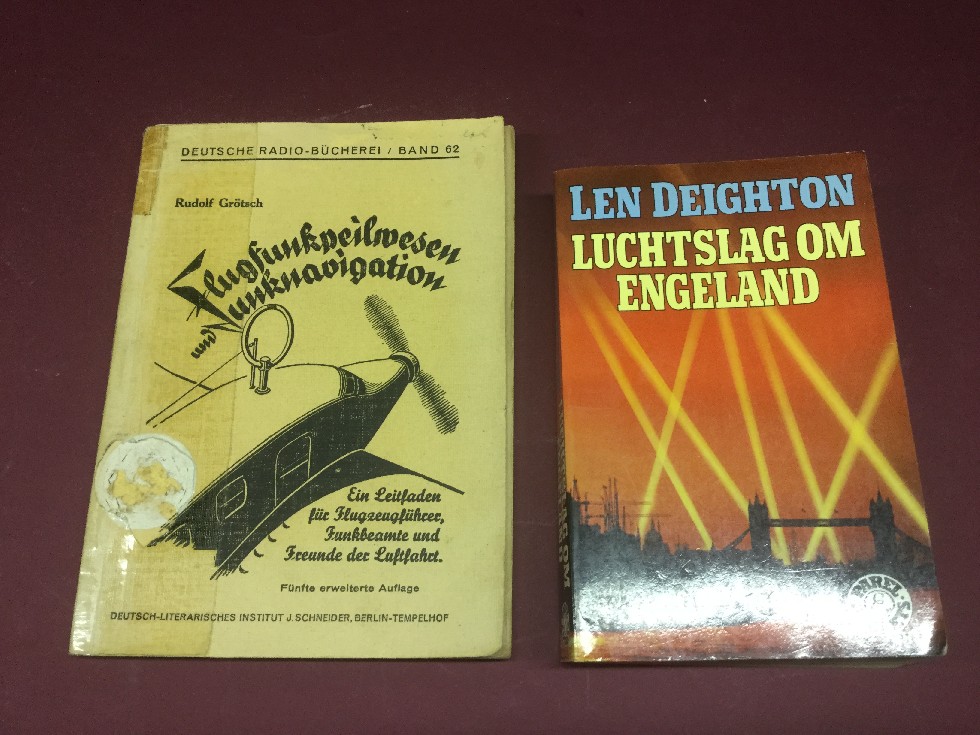 DEUTSCHE RADIO-BÜCHEREI / BAND 62
Rudolf Grötsch
Flugfunkpeilwesen
und Funknavigation
Ein Leitfaden
für Flugzeugführer,
Funkbeamte und
Freunde der Luftfahrt.
Fünfte erweiterte Auflage
DEUTSCH-LITERARISCHES INSTITUT J. SCHNEIDER, BERLIN-TEMPELHOF
LEN DEIGHTON
LUCHTSLAG OM
ENGELAND